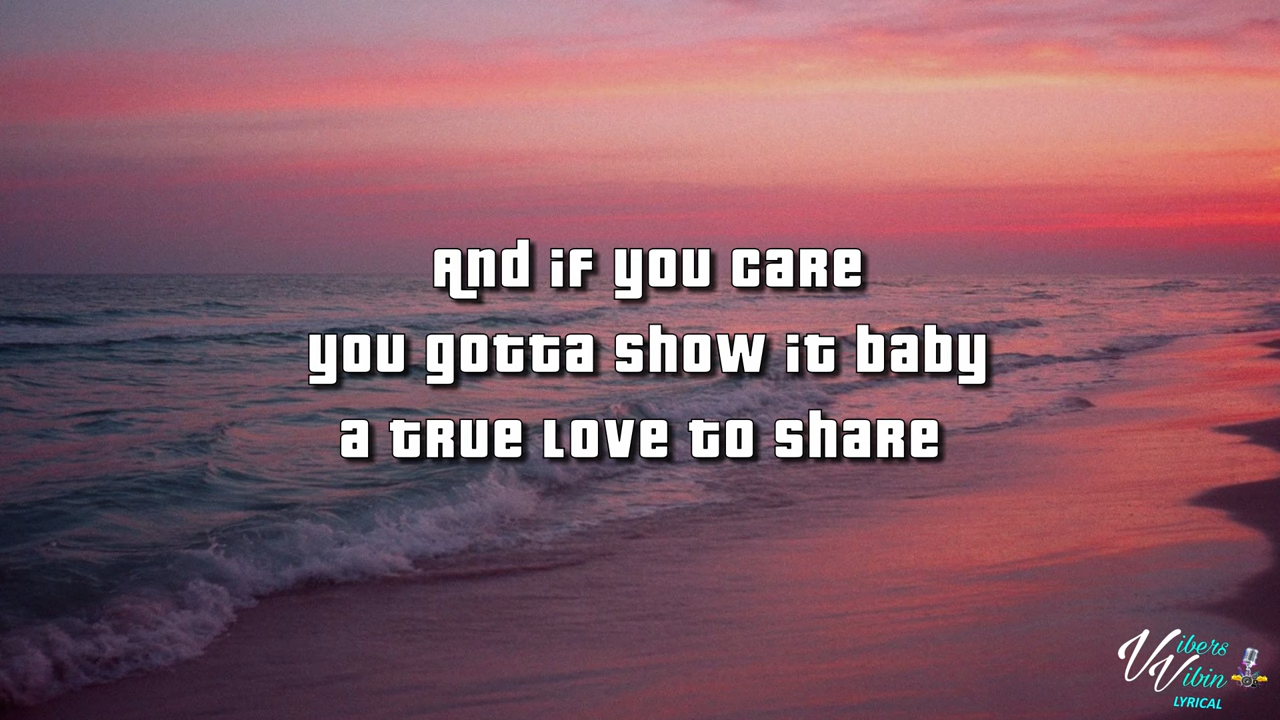 And if you care
you gotta show it baby
a true love to share
Vibers
Vibin
LYRICAL